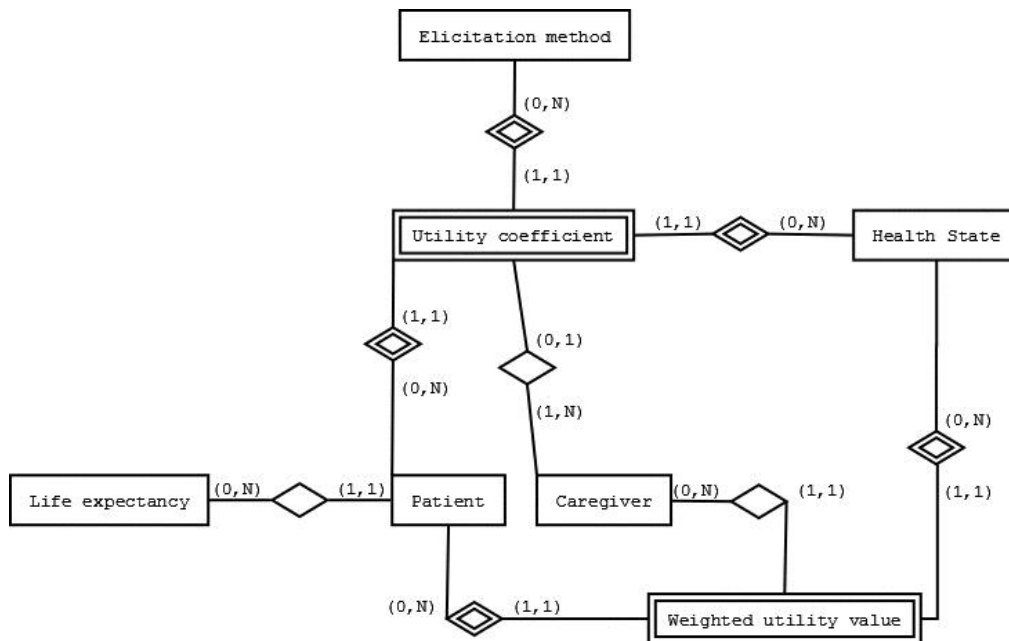 Elicitation method
(0,N)
(1,1)
Utility coefficient
(1,1)
(0,N)
Health State
(1,1)
(0,1)
(0,N)
(1,N)
(0,N)
Life expectancy
(0,N)
(1,1)
Patient
Caregiver
(0,N)
(1,1)
(1,1)
(0,N)
(1,1)
Weighted utility value